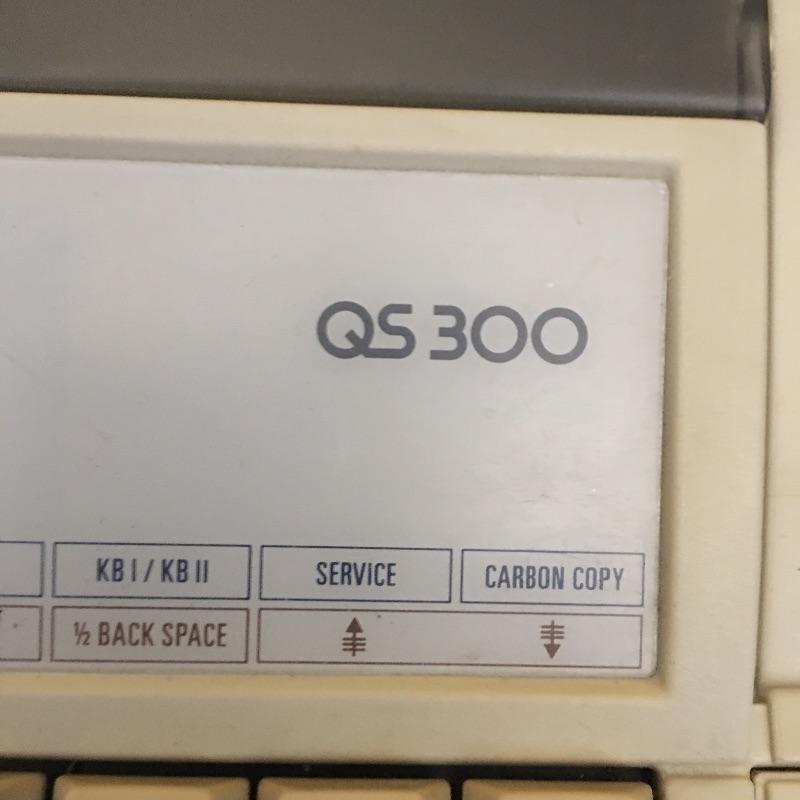 QS 300
KB I / KB II SERVICE CARBON COPY
½ BACK SPACE